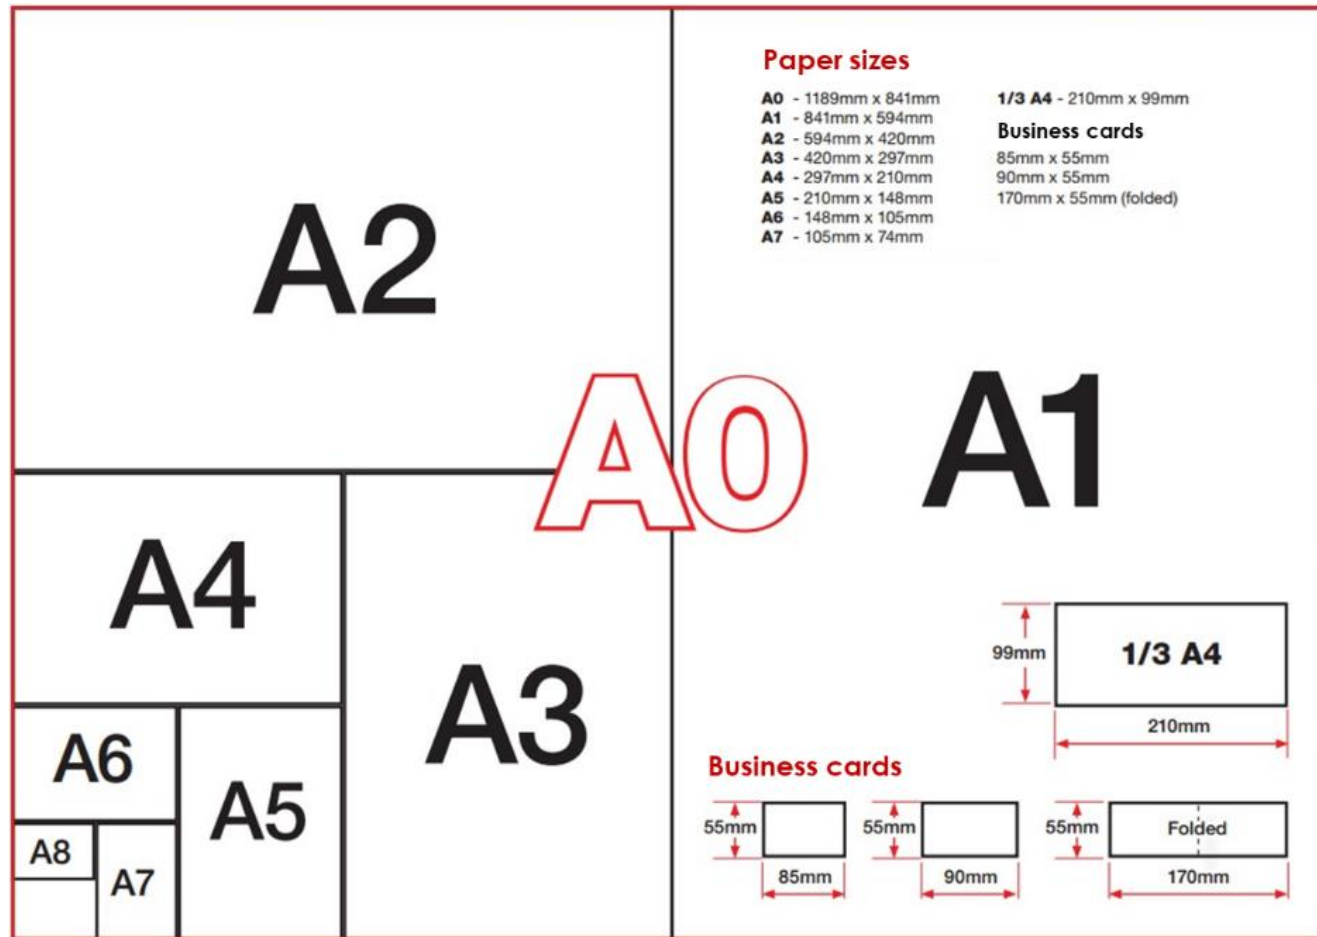 Paper sizes
A0 - 1189mm x 841mm
A1 - 841mm x 594mm
A2 - 594mm x 420mm
A3 - 420mm x 297mm
A4 - 297mm x 210mm
A5 - 210mm x 148mm
A6 - 148mm x 105mm
A7 - 105mm x 74mm
1/3 A4 - 210mm x 99mm
Business cards
85mm x 55mm
90mm x 55mm
170mm x 55mm (folded)
A2
A0
A1
A4
A3
A6
A5
A8
A7
99mm
1/3 A4
210mm
Business cards
55mm
85mm
55mm
90mm
55mm
Folded
170mm